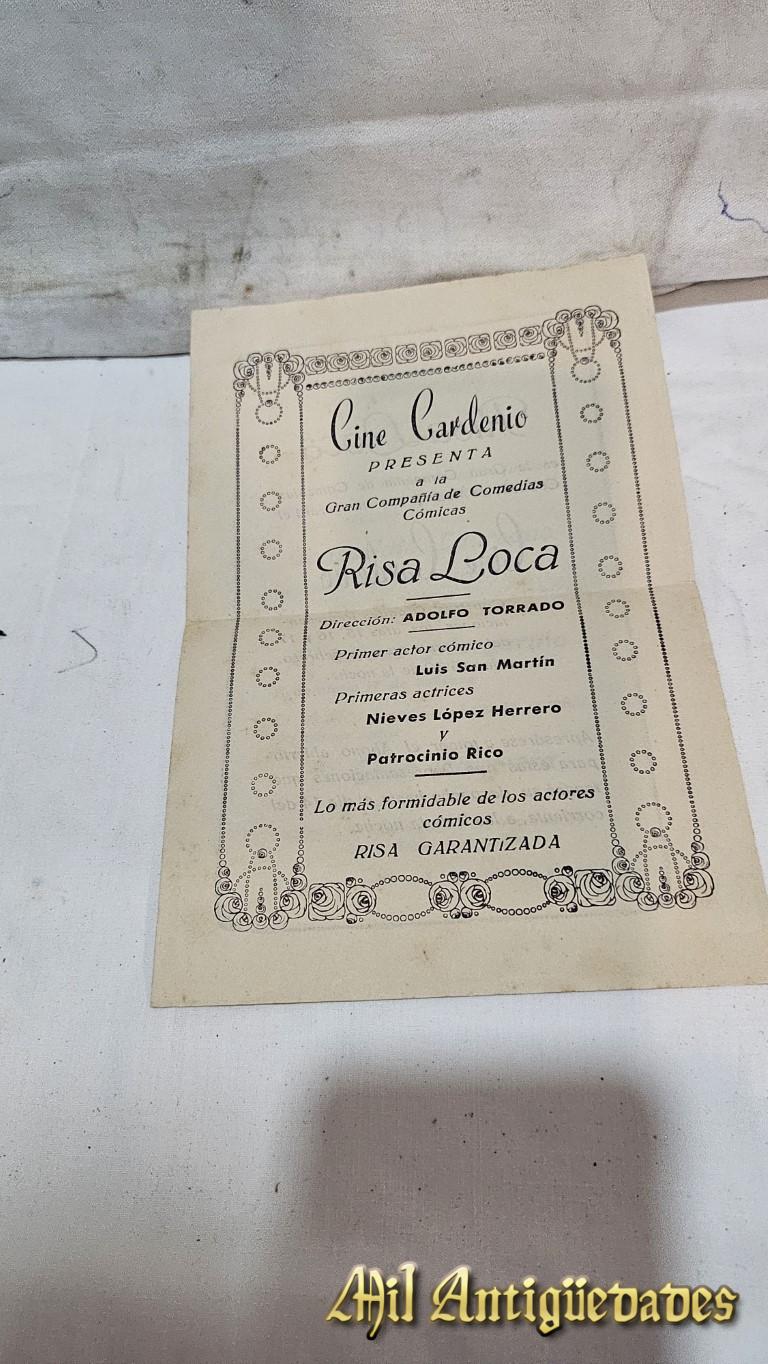 Cine Cardenio
PRESENTA
a la
Gran Compañía de Comedias
Cómicas
Risa Loca
Dirección: ADOLFO TORRADO
Primer actor cómico
Luis San Martín
Primeras actrices
Nieves López Herrero
y
Patrocinio Rico
Lo más formidable de los actores
cómicos
RISA GARANTiZADA
Mil Antigüedades